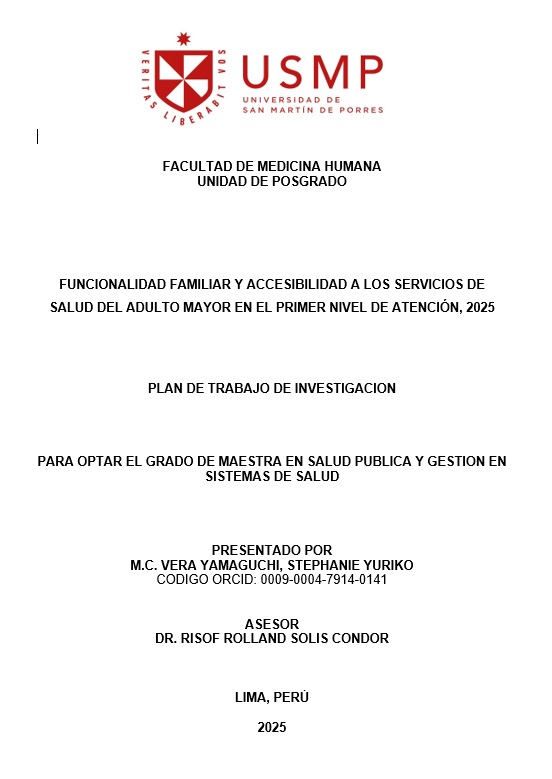 VERITAS LIBERABIT VOS
USMP
UNIVERSIDAD DE
SAN MARTÍN DE PORRES
FACULTAD DE MEDICINA HUMANA
UNIDAD DE POSGRADO
FUNCIONALIDAD FAMILIAR Y ACCESIBILIDAD A LOS SERVICIOS DE
SALUD DEL ADULTO MAYOR EN EL PRIMER NIVEL DE ATENCIÓN, 2025
PLAN DE TRABAJO DE INVESTIGACION
PARA OPTAR EL GRADO DE MAESTRA EN SALUD PUBLICA Y GESTION EN
SISTEMAS DE SALUD
PRESENTADO POR
M.C. VERA YAMAGUCHI, STEPHANIE YURIKO
CODIGO ORCID: 0009-0004-7914-0141
ASESOR
DR. RISOF ROLLAND SOLIS CONDOR
LIMA, PERÚ
2025